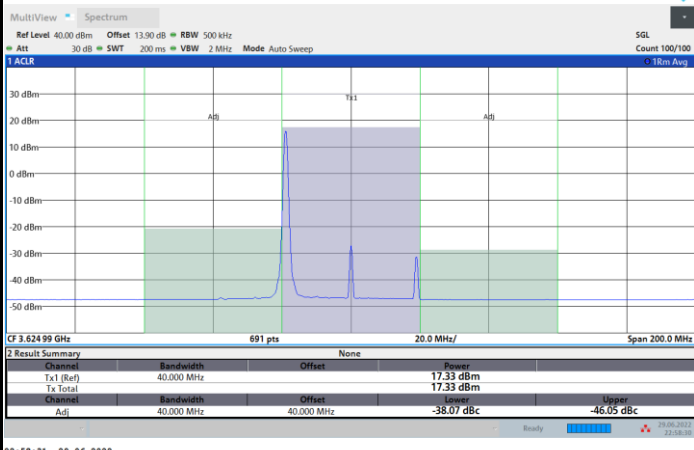 MultiView Spectrum
Ref Level 40.00 dBm Offset 13.90 dB RBW 500 kHz SGL
Att 30 dB SWT 200 ms VBW 2 MHz Mode Auto Sweep Count 100/100
1 ACLR 1Rm Avg
30 dBm
Tx1
20 dBm
Adj Adj
10 dBm
0 dBm
-10 dBm
-20 dBm
-30 dBm
-40 dBm
-50 dBm
CF 3.624 99 GHz 691 pts 20.0 MHz/ Span 200.0 MHz
2 Result Summary None
Channel Bandwidth Offset Power
Tx1 (Ref) 40.000 MHz 17.33 dBm
Tx Total 17.33 dBm
Channel Bandwidth Offset Lower Upper
Adj 40.000 MHz 40.000 MHz -38.07 dBc -46.05 dBc
Ready 29.06.2022
22:58:30